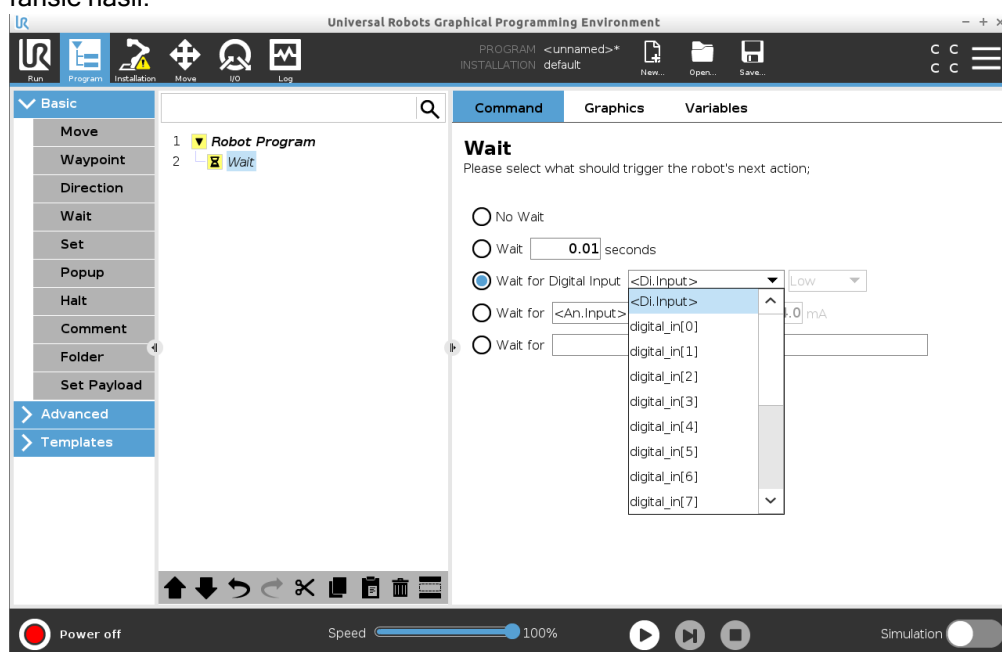 Universal Robots Graphical Programming Environment
PROGRAM <unnamed>*
INSTALLATION default
Run Program Installation Move I/O Log New... Open... Save...
C C
C C
Basic
Move
Waypoint
Direction
Wait
Set
Popup
Halt
Comment
Folder
Set Payload
Advanced
Templates
1 Robot Program
2 Wait
Command Graphics Variables
Wait
Please select what should trigger the robot's next action;
No Wait
Wait 0.01 seconds
Wait for Digital Input <Di.Input> Low
Wait for <An.Input> .0 mA
Wait for
<Di.Input>
digital_in[0]
digital_in[1]
digital_in[2]
digital_in[3]
digital_in[4]
digital_in[5]
digital_in[6]
digital_in[7]
Power off Speed 100% Simulation